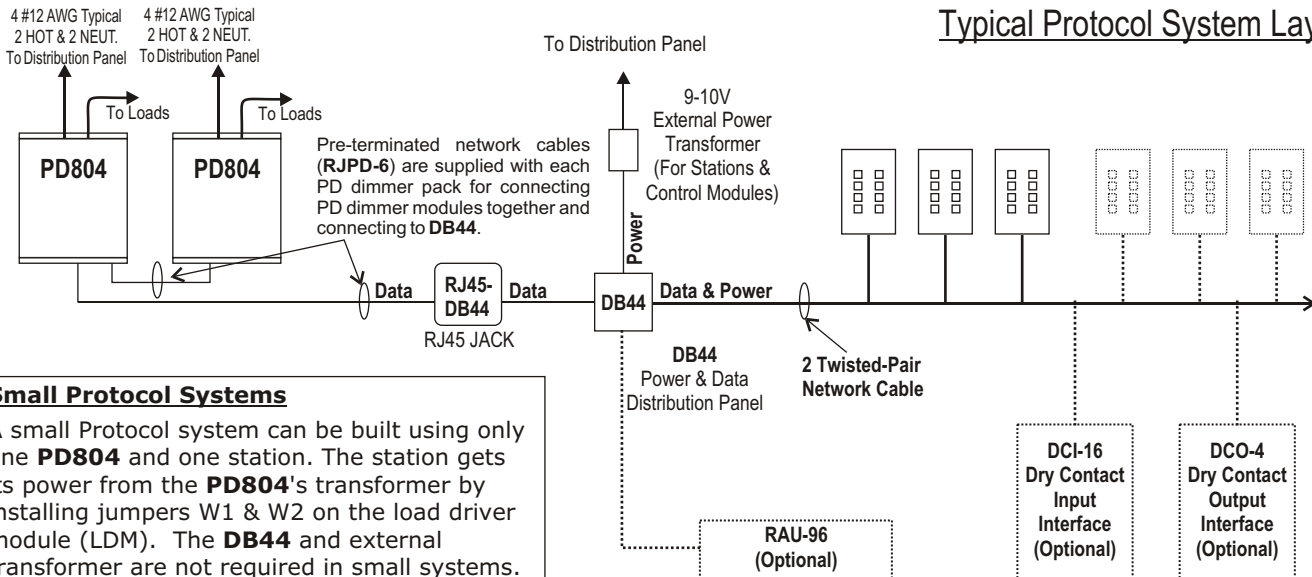 Typical Protocol System Lay
4 #12 AWG Typical
2 HOT & 2 NEUT.
To Distribution Panel
4 #12 AWG Typical
2 HOT & 2 NEUT.
To Distribution Panel
To Loads
To Loads
PD804
PD804
Pre-terminated network cables
(RJPD-6) are supplied with each
PD dimmer pack for connecting
PD dimmer modules together and
connecting to DB44.
To Distribution Panel
9-10V
External Power
Transformer
(For Stations &
Control Modules)
Power
Data
RJ45-
DB44
RJ45 JACK
Data
DB44
Data & Power
DB44
Power & Data
Distribution Panel
2 Twisted-Pair
Network Cable
Small Protocol Systems
A small Protocol system can be built using only
one PD804 and one station. The station gets
its power from the PD804's transformer by
installing jumpers W1 & W2 on the load driver
module (LDM). The DB44 and external
transformer are not required in small systems.
RAU-96
(Optional)
DCI-16
Dry Contact
Input
Interface
(Optional)
DCO-4
Dry Contact
Output
Interface
(Optional)